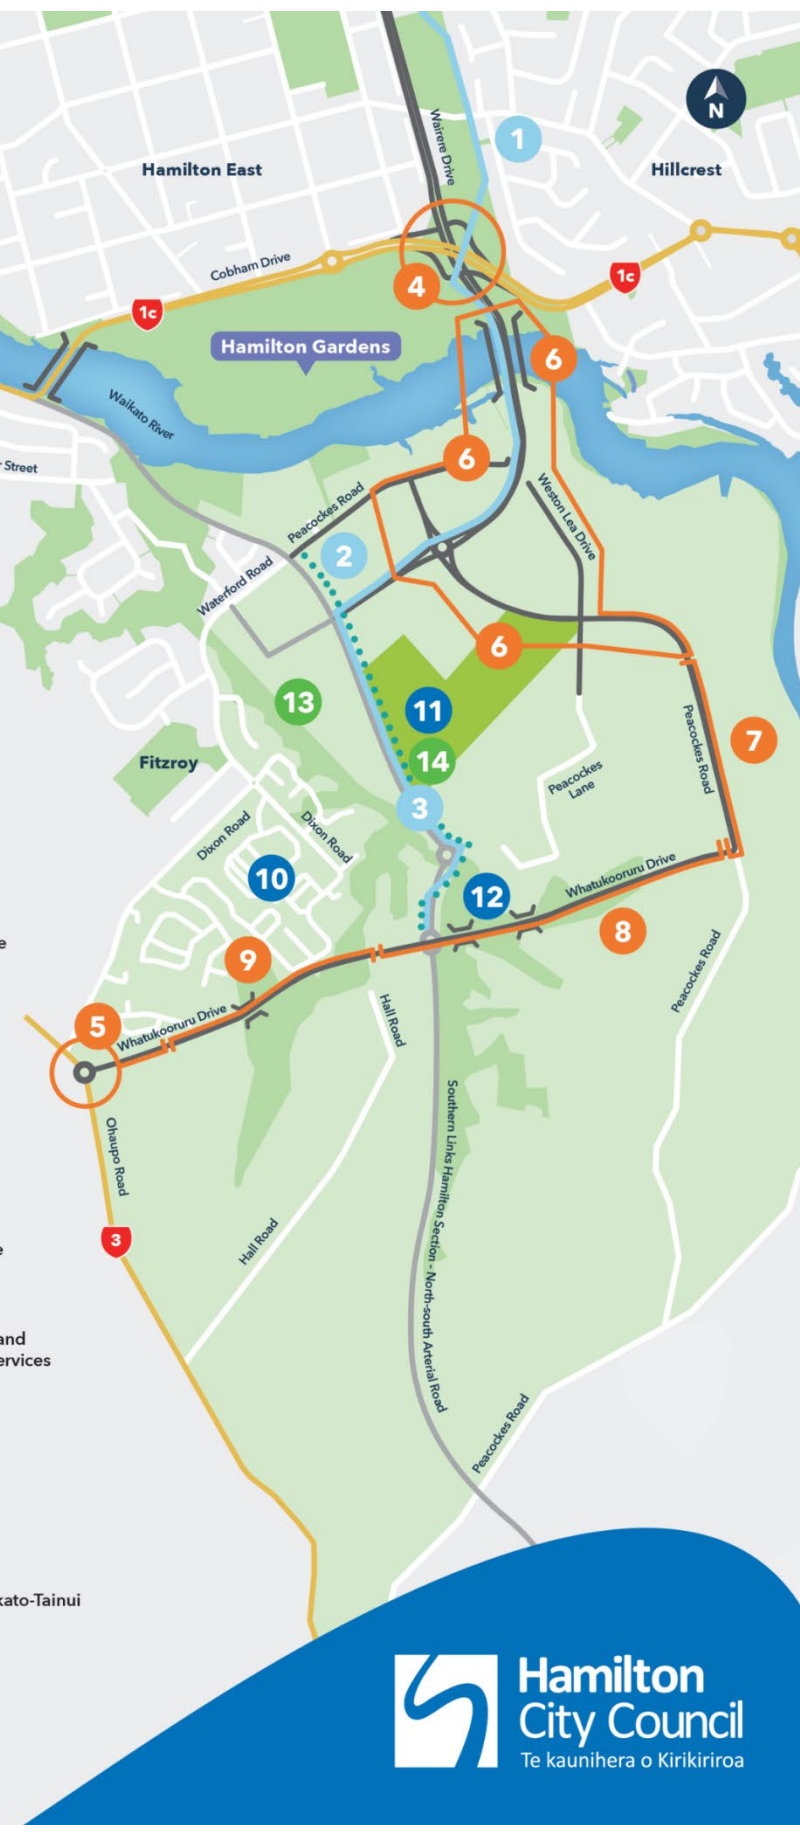 N
Wairere Drive
1
Hamilton East
Hillcrest
Cobham Drive
1c
4
1c
Hamilton Gardens
6
Waikato River
6
Street
Peacockes Road
Weston Lea Drive
2
Waterford Road
6
13
11
7
14
Peacockes Road
Fitzroy
Peacockes
Lane
3
Dixon Road
Dixon Road
10
12
Whatukooruru Drive
8
e
9
Peacockes Road
5
Whatukooruru Drive
Hall Road
Ohaupo Road
Southern Links Hamilton Section - North-south Arterial Road
3
Hall Road
e
and
ervices
Peacockes Road
kato-Tainui
Hamilton
City Council
Te kaunihera o Kirikiriroa